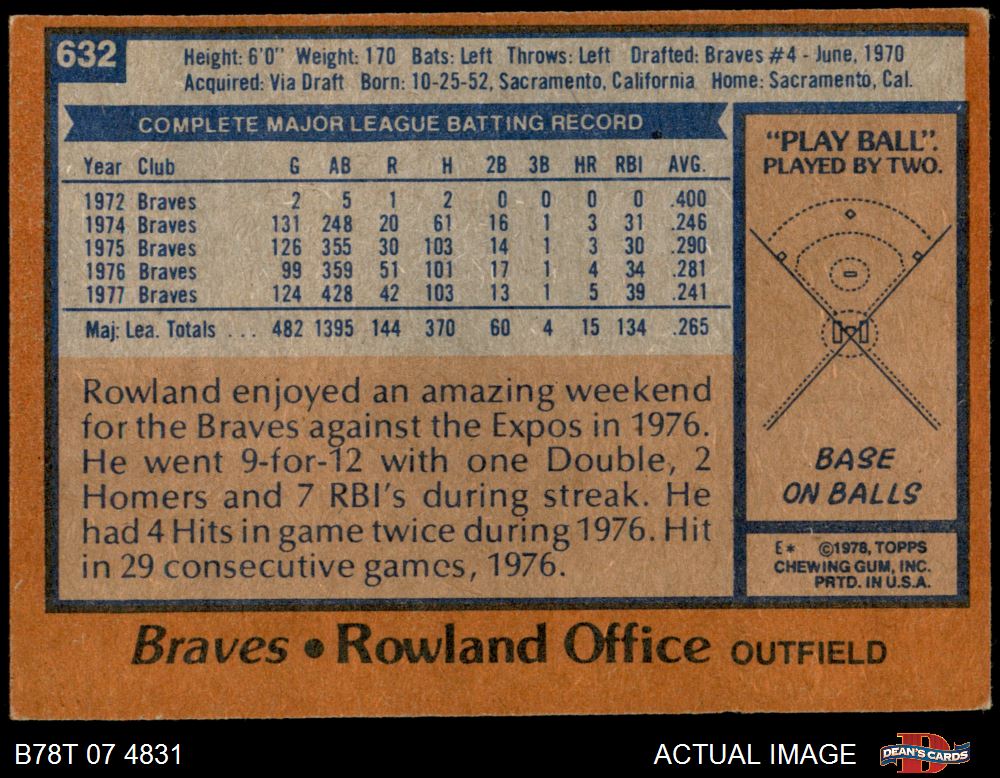 632
Height: 6'0" Weight: 170 Bats: Left Throws: Left Drafted: Braves #4 - June, 1970
Acquired: Via Draft Born: 10-25-52, Sacramento, California Home: Sacramento, Cal.
COMPLETE MAJOR LEAGUE BATTING RECORD
Year Club G AB R H 2B 3B HR RBI AVG.
1972 Braves 2 5 1 2 0 0 0 0 .400
1974 Braves 131 248 20 61 16 1 3 31 .246
1975 Braves 126 355 30 103 14 1 3 30 .290
1976 Braves 99 359 51 101 17 1 4 34 .281
1977 Braves 124 428 42 103 13 1 5 39 .241
Maj. Lea. Totals ... 482 1395 144 370 60 4 15 134 .265
Rowland enjoyed an amazing weekend
for the Braves against the Expos in 1976.
He went 9-for-12 with one Double, 2
Homers and 7 RBI's during streak. He
had 4 Hits in game twice during 1976. Hit
in 29 consecutive games, 1976.
"PLAY BALL".
PLAYED BY TWO.
BASE
ON BALLS
E* ©1978, TOPPS
CHEWING GUM, INC.
PRTD. IN U.S.A.
Braves • Rowland Office OUTFIELD
B78T 07 4831
ACTUAL IMAGE
DEAN'S CARDS